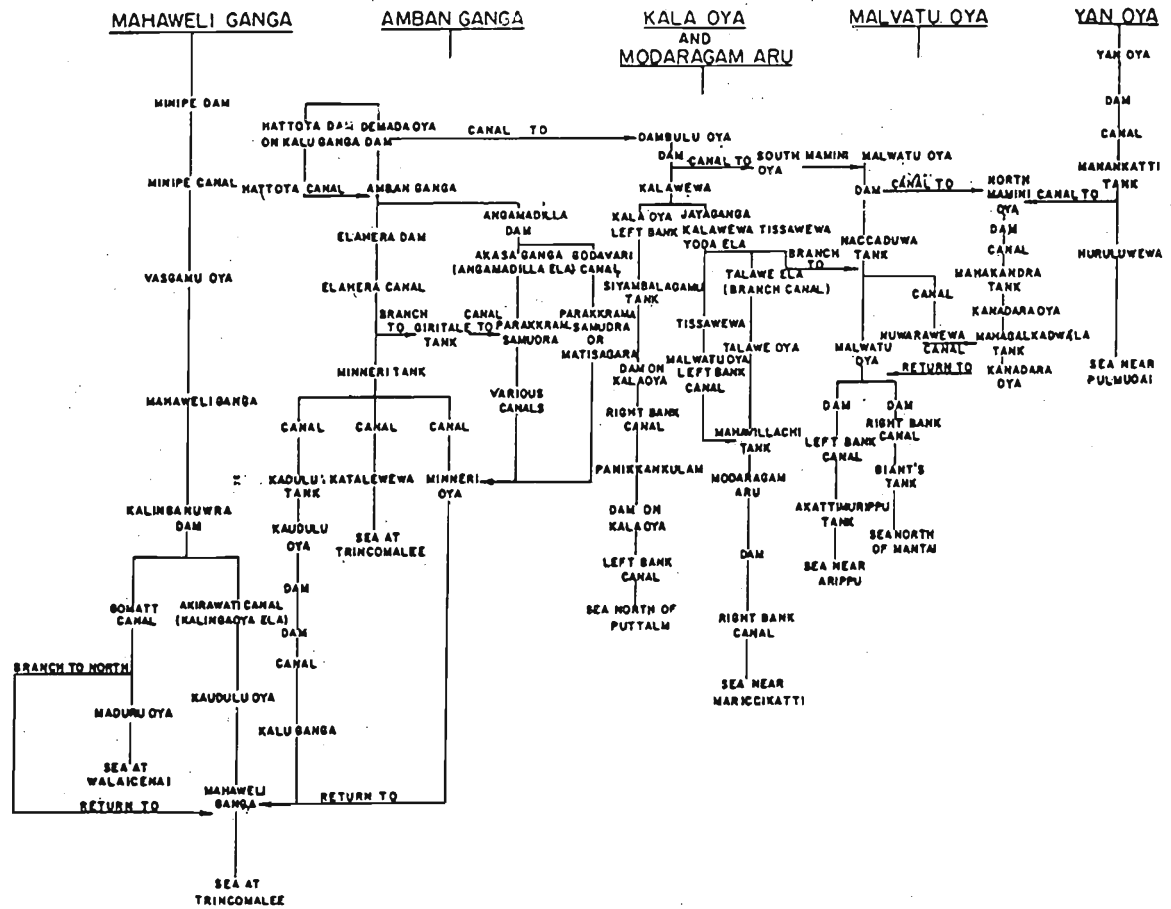 MAHAWELI GANGA
AMBAN GANGA
KALA OYA
AND
MODARAGAM ARU
MALVATU OYA
YAN OYA
MINIPE DAM
MINIPE CANAL
VASGAMU OYA
MAHAWELI GANGA
KALINGANUWRA
DAM
GOMATT
CANAL
AKIRAWATI CANAL
(KALINGAOYA ELA)
BRANCH TO NORTH
MADURU OYA
SEA AT
WALAICENAI
KAUDULU OYA
MAHAWELI
GANGA
RETURN TO
SEA AT
TRINCOMALEE
HATTOTA DAM
ON KALU GANGA
DEMADA OYA
DAM
CANAL TO
HATTOTA CANAL
AMBAN GANGA
ELAHERA DAM
ELAHERA CANAL
BRANCH
TO
GIRITALE
TANK
CANAL
TO
MINNERI TANK
CANAL
CANAL
CANAL
KADULU
TANK
KATALEWEWA
MINNERI
OYA
KAUDULU
OYA
SEA AT
TRINCOMALEE
DAM
DAM
CANAL
KALU GANGA
RETURN TO
ANGAMADILLA
DAM
AKASA GANGA
(ANGAMADILLA ELA)
GODAVARI
CANAL
PARAKKRAM
SAMUDRA
PARAKKRAMA
SAMUDRA
OR
MATISAGARA
VARIOUS
CANALS
DAMBULU OYA
DAM
CANAL TO
SOUTH MAMINI
OYA
KALAWEWA
KALA OYA
LEFT BANK
JAYAGANGA
KALAWEWA TISSAWEWA
YODA ELA
SIYAMBALAGAMU
TANK
DAM ON
KALAOYA
RIGHT BANK
CANAL
PANIKKANKULAM
DAM ON
KALAOYA
LEFT BANK
CANAL
SEA NORTH OF
PUTTALM
TALAWE ELA
(BRANCH CANAL)
BRANCH
TO
TISSAWEWA
TALAWE OYA
MALWATU OYA
LEFT BANK
CANAL
MAHAVILLACHI
TANK
MODARAGAM
ARU
DAM
RIGHT BANK
CANAL
SEA NEAR
MARICCIKATTI
MALWATU OYA
DAM
CANAL TO
NACCADUWA
TANK
CANAL
NUWARAWEWA
CANAL
MALWATU
OYA
RETURN TO
DAM
DAM
LEFT BANK
CANAL
RIGHT BANK
CANAL
GIANT'S
TANK
AKATTIMURIPPU
TANK
SEA NORTH
OF MANTAI
SEA NEAR
ARIPPU
NORTH
MAMINI
OYA
CANAL TO
DAM
CANAL
MAHAKANDRA
TANK
KANADARA OYA
MAHAGALKADWALA
TANK
KANADARA
OYA
YAN OYA
DAM
CANAL
MANANKATTI
TANK
HURULUWEWA
SEA NEAR
PULMUDAI